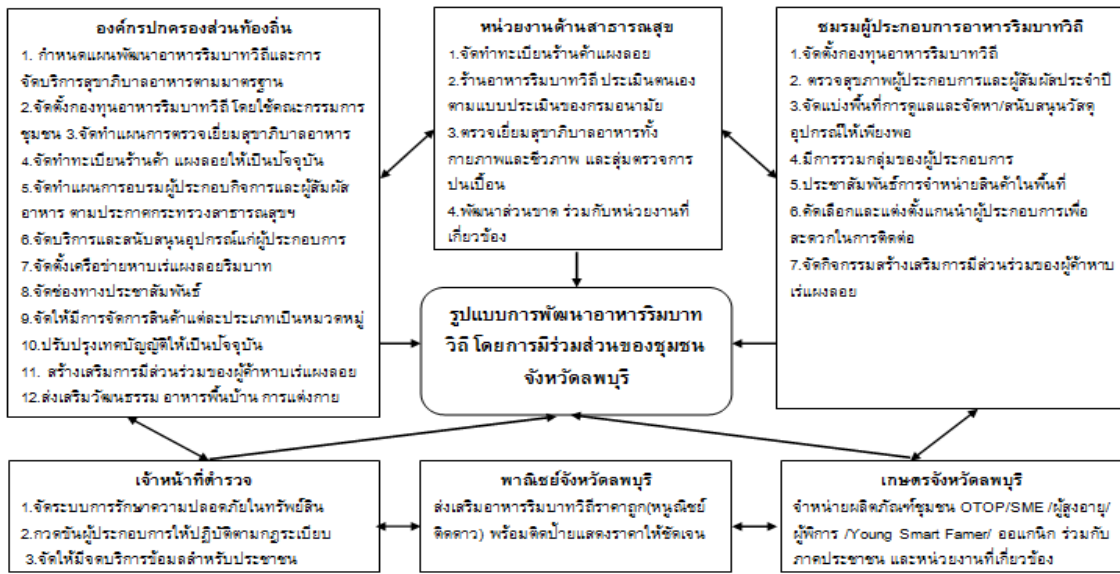 องค์กรปกครองส่วนท้องถิ่น
1. กำหนดแผนพัฒนาอาหารริมบาทวิถีและการ
จัดบริการสุขาภิบาลอาหารตามมาตรฐาน
2.จัดตั้งกองทุนอาหารริมบาทวิถี โดยใช้คณะกรรมการ
ชุมชน 3.จัดทำแผนการตรวจเยี่ยมสุขาภิบาลอาหาร
4.จัดทำทะเบียนร้านค้า แผงลอยให้เป็นปัจจุบัน
5.จัดทำแผนการอบรมผู้ประกอบกิจการและผู้สัมผัส
อาหาร ตามประกาศกระทรวงสาธารณสุขฯ
6.จัดบริการและสนับสนุนอุปกรณ์แก่ผู้ประกอบการ
7.จัดตั้งเครือข่ายหาบเร่แผงลอยริมบาท
8.จัดช่องทางประชาสัมพันธ์
9.จัดให้มีการจัดการสินค้าแต่ละประเภทเป็นหมวดหมู่
10.ปรับปรุงเทศบัญญัติให้เป็นปัจจุบัน
11. สร้างเสริมการมีส่วนร่วมของผู้ค้าหาบเร่แผงลอย
12.ส่งเสริมวัฒนธรรม อาหารพื้นบ้าน การแต่งกาย
หน่วยงานด้านสาธารณสุข
1.จัดทำทะเบียนร้านค้าแผงลอย
2.ร้านอาหารริมบาทวิถี ประเมินตนเอง
ตามแบบประเมินของกรมอนามัย
3.ตรวจเยี่ยมสุขาภิบาลอาหารทั้ง
กายภาพและชีวภาพ และสุ่มตรวจการ
ปนเปื้อน
4.พัฒนาส่วนขาด ร่วมกับหน่วยงานที่
เกี่ยวข้อง
ชมรมผู้ประกอบการอาหารริมบาทวิถี
1.จัดตั้งกองทุนอาหารริมบาทวิถี
2. ตรวจสุขภาพผู้ประกอบการและผู้สัมผัสประจำปี
3.จัดแบ่งพื้นที่การดูแลและจัดหา/สนับสนุนวัสดุ
อุปกรณ์ให้เพียงพอ
4.มีการรวมกลุ่มของผู้ประกอบการ
5.ประชาสัมพันธ์การจำหน่ายสินค้าในพื้นที่
6.คัดเลือกและแต่งตั้งแกนนำผู้ประกอบการเพื่อ
สะดวกในการติดต่อ
7.จัดกิจกรรมสร้างเสริมการมีส่วนร่วมของผู้ค้าหาบ
เร่แผงลอย
รูปแบบการพัฒนาอาหารริมบาท
วิถี โดยการมีร่วมส่วนของชุมชน
จังหวัดลพบุรี
เจ้าหน้าที่ตำรวจ
1.จัดระบบการรักษาความปลอดภัยในทรัพย์สิน
2.กวดขันผู้ประกอบการให้ปฏิบัติตามกฎระเบียบ
3.จัดให้มีจุดบริการข้อมูลสำหรับประชาชน
พาณิชย์จังหวัดลพบุรี
ส่งเสริมอาหารริมบาทวิถีราคาถูก(หนูณิชย์
ติดดาว) พร้อมติดป้ายแสดงราคาให้ชัดเจน
เกษตรจังหวัดลพบุรี
จำหน่ายผลิตภัณฑ์ชุมชน OTOP/SME /ผู้สูงอายุ/
ผู้พิการ /Young Smart Famer/ ออแกนิก ร่วมกับ
ภาคประชาชน และหน่วยงานที่เกี่ยวข้อง